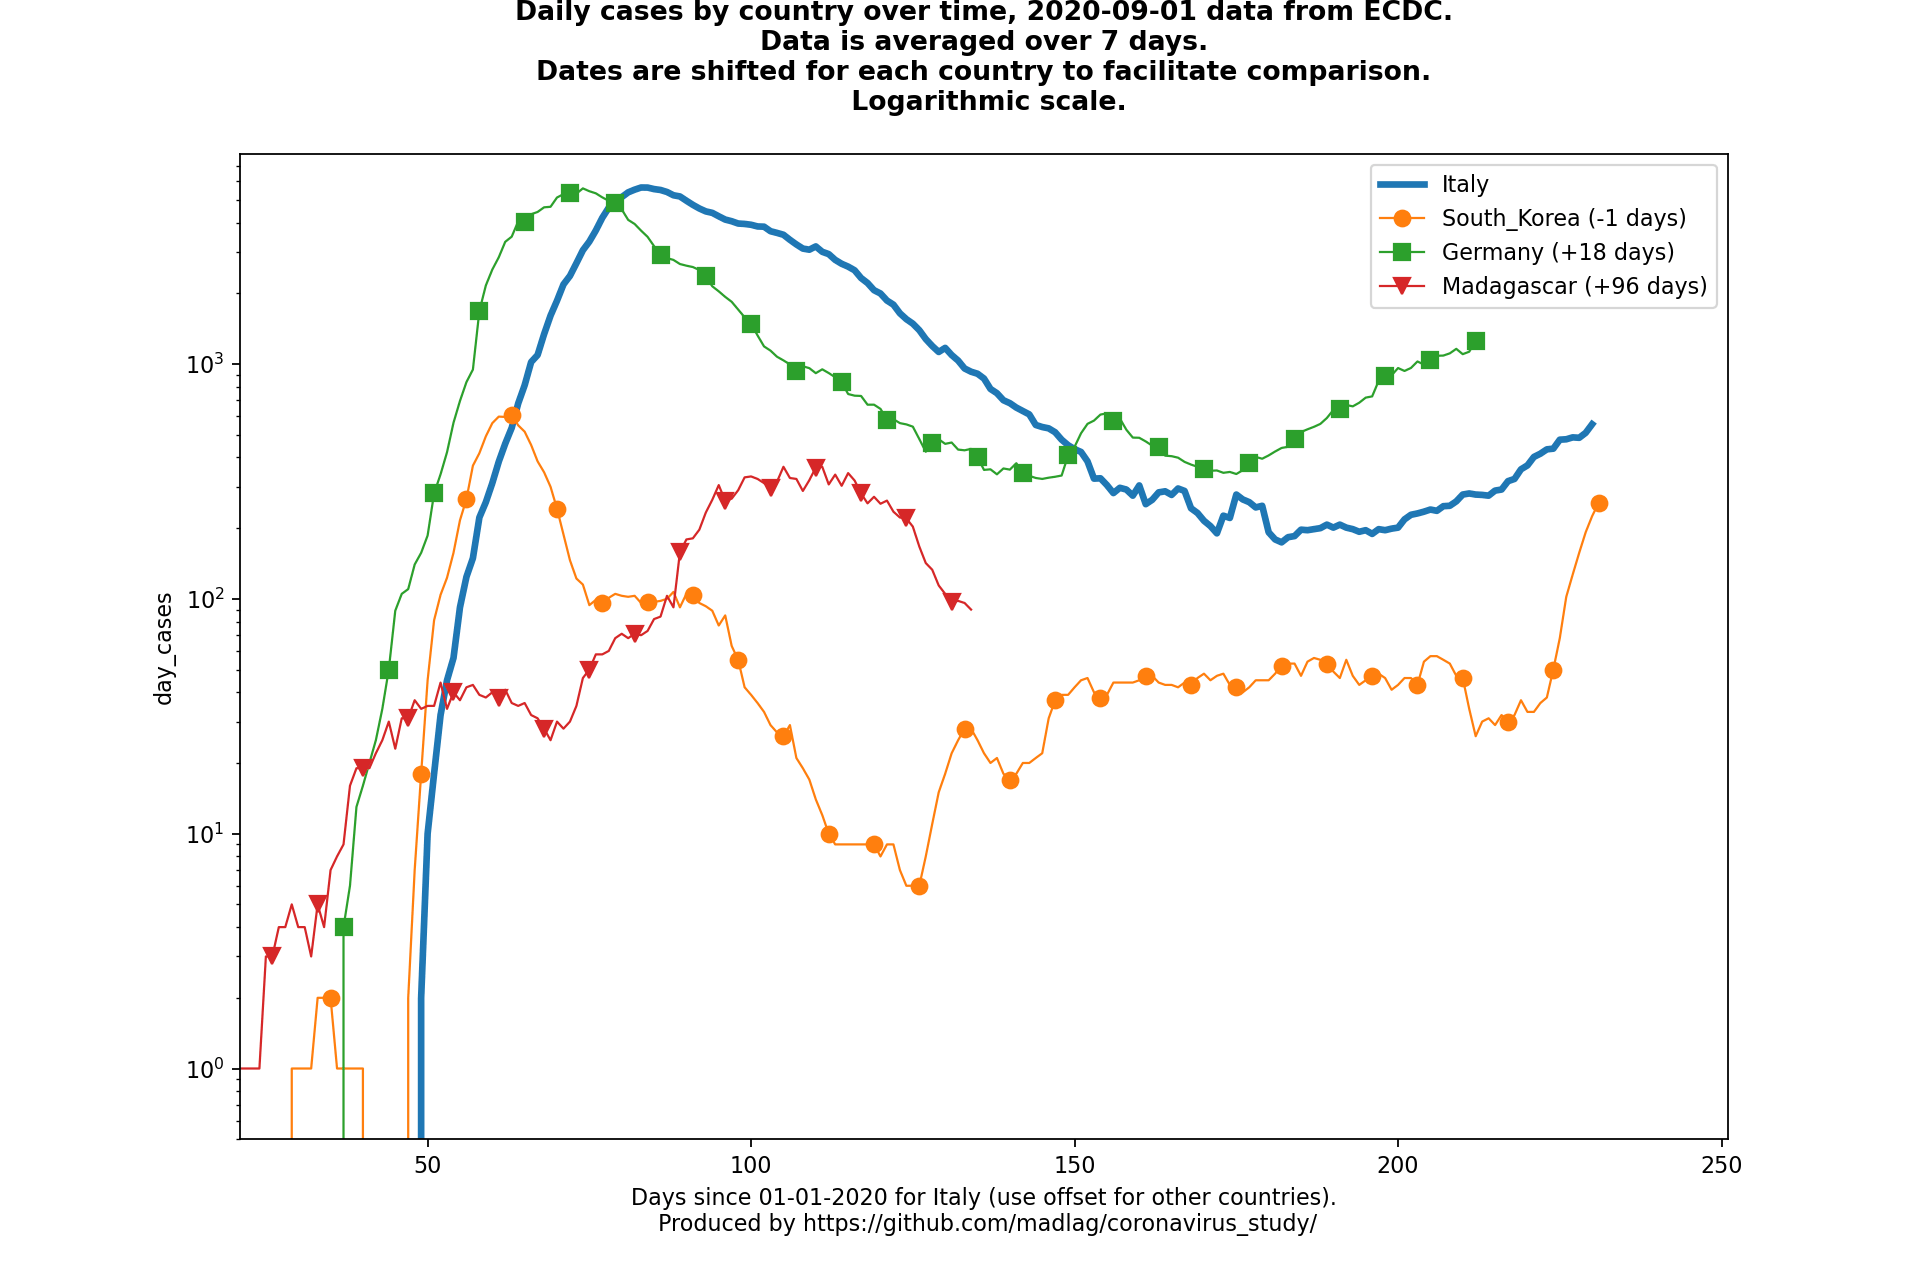 Daily cases by country over time, 2020-09-01 data from ECDC.
Data is averaged over 7 days.
Dates are shifted for each country to facilitate comparison.
Logarithmic scale.
Italy
South_Korea (-1 days)
Germany (+18 days)
Madagascar (+96 days)
day_cases
10³
10²
10¹
10⁰
50 100 150 200 250
Days since 01-01-2020 for Italy (use offset for other countries).
Produced by https://github.com/madlag/coronavirus_study/